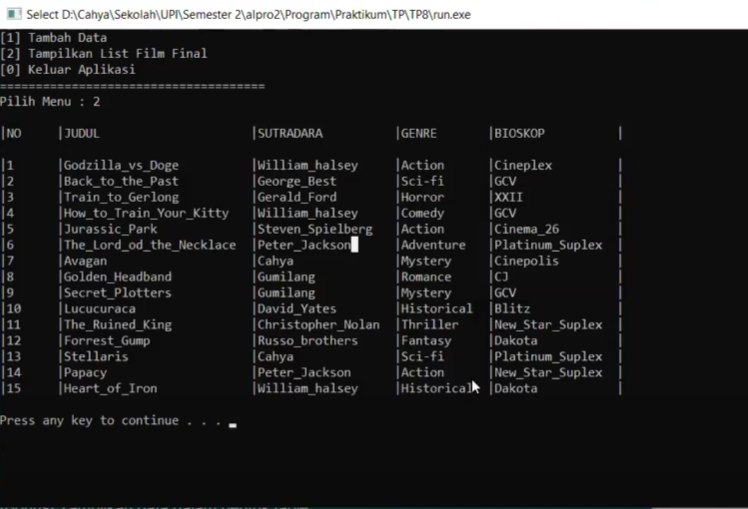 Select D:\Cahya\Sekolah\UPI\Semester 2\alpro2\Program\Praktikum\TP\TP8\run.exe
[1] Tambah Data
[2] Tampilkan List Film Final
[0] Keluar Aplikasi
=====================================
Pilih Menu : 2
|NO |JUDUL |SUTRADARA |GENRE |BIOSKOP |
|1 |Godzilla_vs_Doge |William_halsey |Action |Cineplex |
|2 |Back_to_the_Past |George_Best |Sci-fi |GCV |
|3 |Train_to_Gerlong |Gerald_Ford |Horror |XXII |
|4 |How_to_Train_Your_Kitty |William_halsey |Comedy |GCV |
|5 |Jurassic_Park |Steven_Spielberg |Action |Cinema_26 |
|6 |The_Lord_od_the_Necklace |Peter_Jackson |Adventure |Platinum_Suplex |
|7 |Avagan |Cahya |Mystery |Cinepolis |
|8 |Golden_Headband |Gumilang |Romance |CJ |
|9 |Secret_Plotters |Gumilang |Mystery |GCV |
|10 |Lucucuraca |David_Yates |Historical |Blitz |
|11 |The_Ruined_King |Christopher_Nolan |Thriller |New_Star_Suplex |
|12 |Forrest_Gump |Russo_brothers |Fantasy |Dakota |
|13 |Stellaris |Cahya |Sci-fi |Platinum_Suplex |
|14 |Papacy |Peter_Jackson |Action |New_Star_Suplex |
|15 |Heart_of_Iron |William_halsey |Historical |Dakota |
Press any key to continue . . .